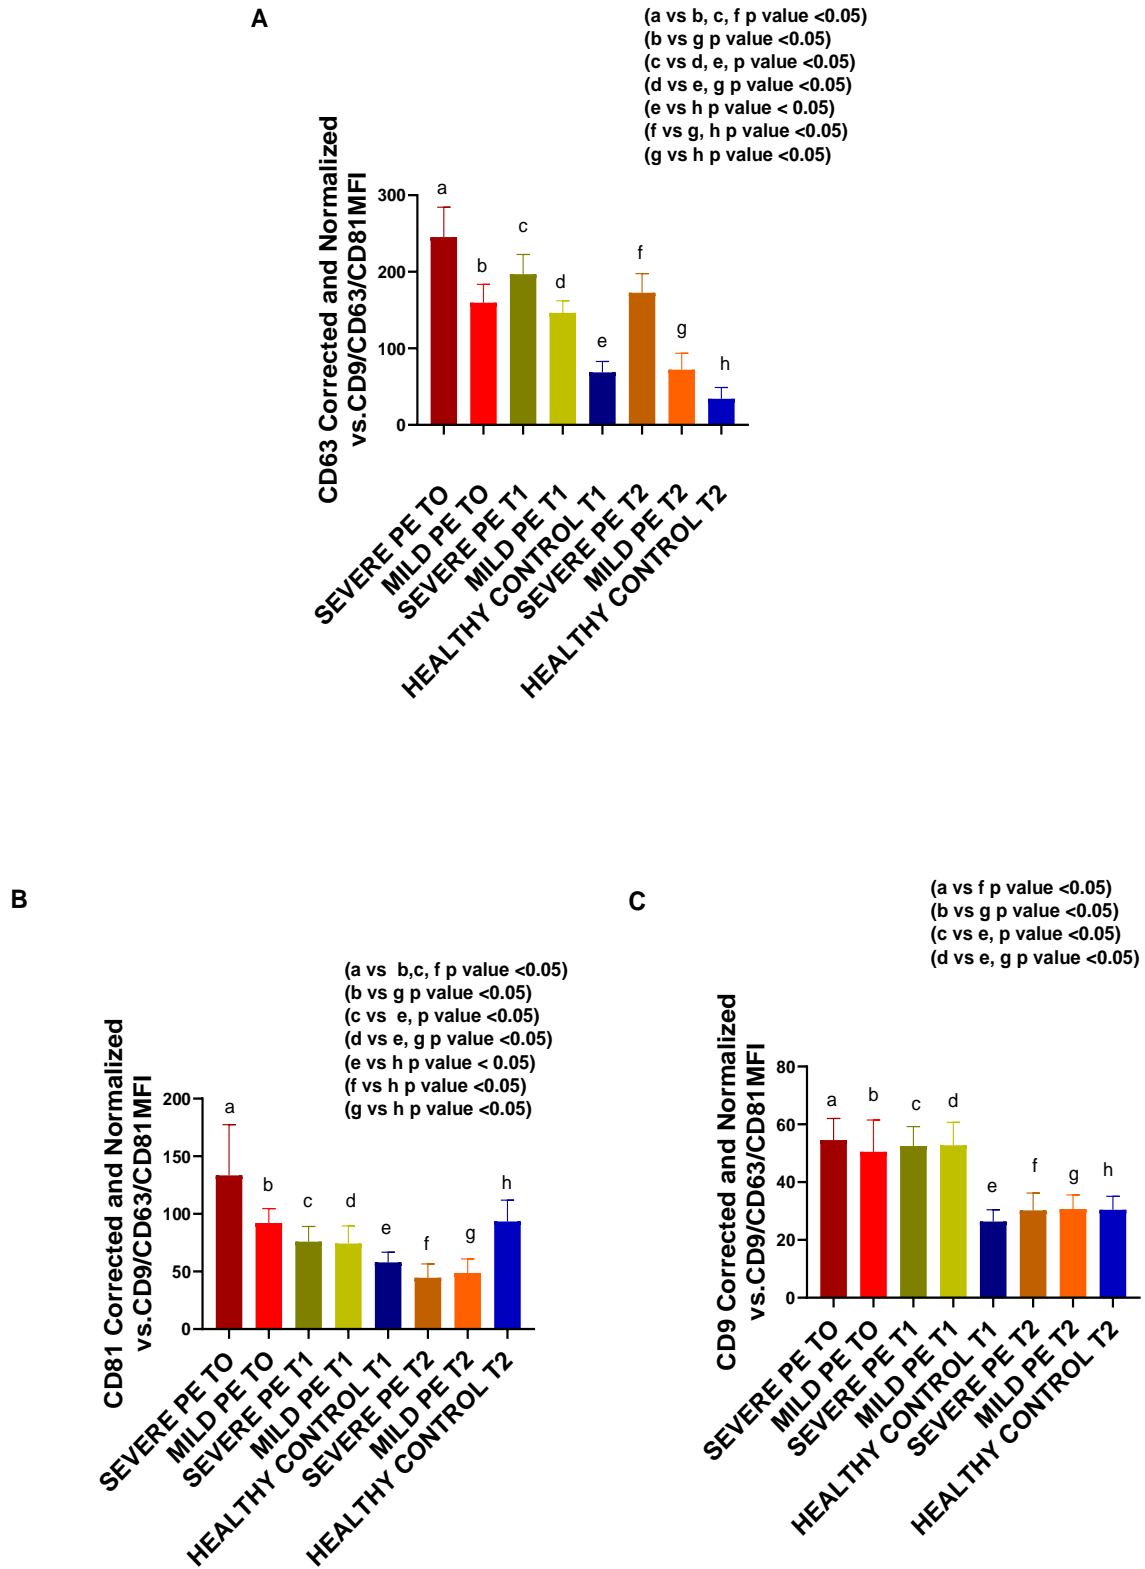 A
(a vs b, c, f p value <0.05)
(b vs g p value <0.05)
(c vs d, e, p value <0.05)
(d vs e, g p value <0.05)
(e vs h p value < 0.05)
(f vs g, h p value <0.05)
(g vs h p value <0.05)
CD63 Corrected and Normalized
vs.CD9/CD63/CD81MFI
300
200
100
0
a
b
c
d
e
f
g
h
SEVERE PE TO
MILD PE TO
SEVERE PE T1
MILD PE T1
HEALTHY CONTROL T1
SEVERE PE T2
MILD PE T2
HEALTHY CONTROL T2
B
(a vs  b,c, f p value <0.05)
(b vs g p value <0.05)
(c vs  e, p value <0.05)
(d vs e, g p value <0.05)
(e vs h p value < 0.05)
(f vs h p value <0.05)
(g vs h p value <0.05)
CD81 Corrected and Normalized
vs.CD9/CD63/CD81MFI
200
150
100
50
0
a
b
c
d
e
f
g
h
SEVERE PE TO
MILD PE TO
SEVERE PE T1
MILD PE T1
HEALTHY CONTROL T1
SEVERE PE T2
MILD PE T2
HEALTHY CONTROL T2
C
(a vs f p value <0.05)
(b vs g p value <0.05)
(c vs e, p value <0.05)
(d vs e, g p value <0.05)
CD9 Corrected and Normalized
vs.CD9/CD63/CD81MFI
80
60
40
20
0
a
b
c
d
e
f
g
h
SEVERE PE TO
MILD PE TO
SEVERE PE T1
MILD PE T1
HEALTHY CONTROL T1
SEVERE PE T2
MILD PE T2
HEALTHY CONTROL T2